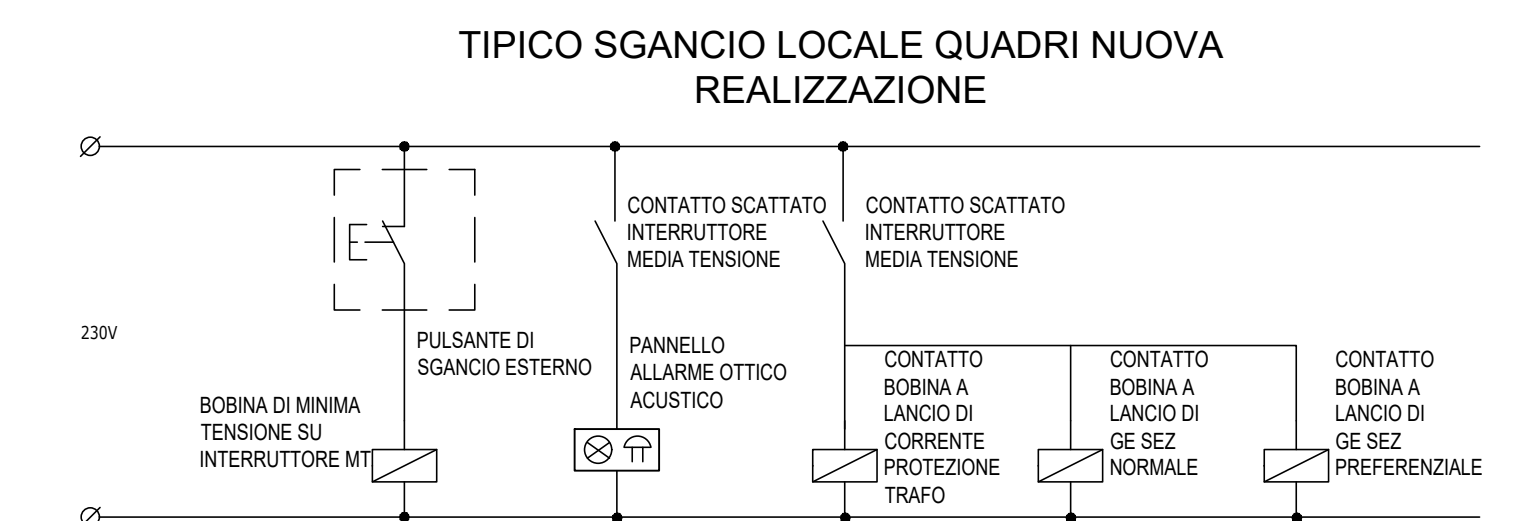 TIPICO SGANCIO LOCALE QUADRI NUOVA
REALIZZAZIONE
CONTATTO SCATTATO
INTERRUTTORE
MEDIA TENSIONE
CONTATTO SCATTATO
INTERRUTTORE
MEDIA TENSIONE
230V
PULSANTE DI
SGANCIO ESTERNO
BOBINA DI MINIMA
TENSIONE SU
INTERRUTTORE MT
PANNELLO
ALLARME OTTICO
ACUSTICO
CONTATTO
BOBINA A
LANCIO DI
CORRENTE
PROTEZIONE
TRAFO
CONTATTO
BOBINA A
LANCIO DI
GE SEZ
NORMALE
CONTATTO
BOBINA A
LANCIO DI
GE SEZ
PREFERENZIALE